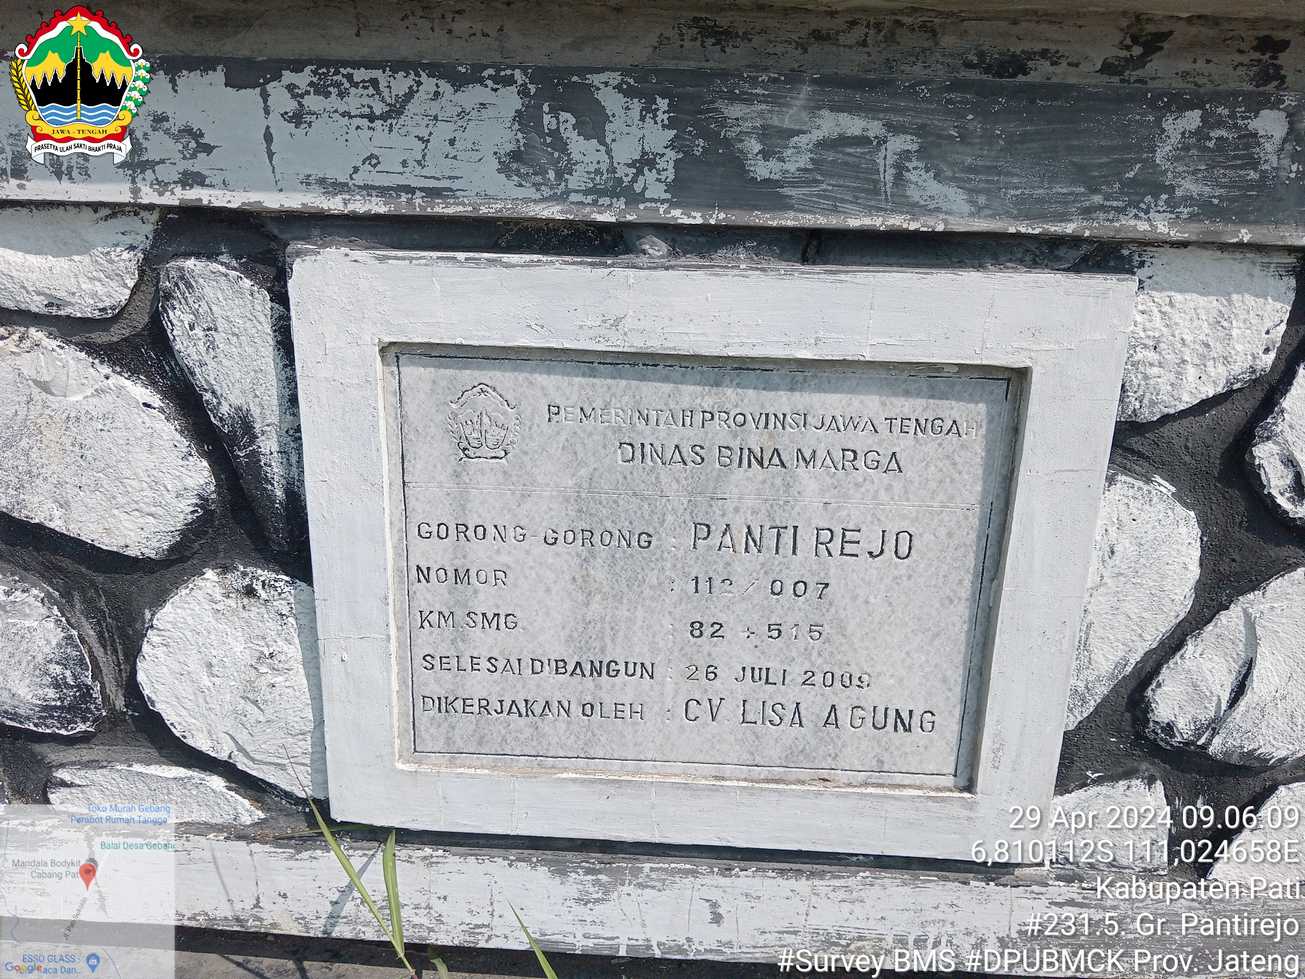 JAWA - TENGAH
PRASETYA ULAH SAKTI BHAKTI PRAJA
PEMERINTAH PROVINSI JAWA TENGAH
DINAS BINA MARGA
GORONG-GORONG : PANTI REJO
NOMOR : 112 / 007
KM.SMG : 82 + 515
SELESAI DIBANGUN : 26 JULI 2009
DIKERJAKAN OLEH : CV LISA AGUNG
Toko Murah Gebang
Perabot Rumah Tangga
Balai Desa Gebang
Mandala Bodykit
Cabang Pati
ESSO GLASS
Kaca Dan...
Google
29 Apr 2024 09.06.09
6,810112S 111,024658E
Kabupaten Pati
#231.5. Gr. Pantirejo
#Survey BMS #DPUBMCK Prov. Jateng